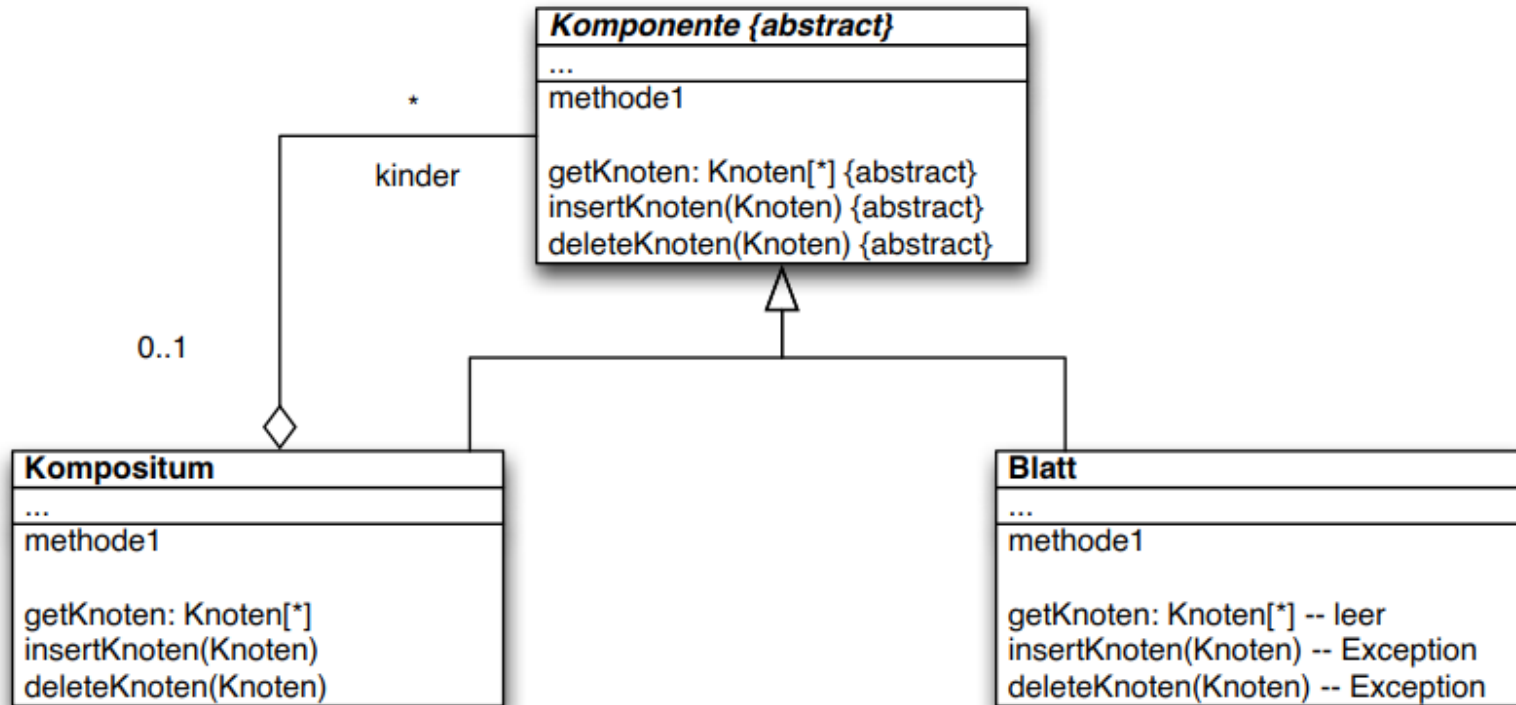 Komponente {abstract}
...
methode1
getKnoten: Knoten[*] {abstract}
insertKnoten(Knoten) {abstract}
deleteKnoten(Knoten) {abstract}
*
kinder
0..1
Kompositum
...
methode1
getKnoten: Knoten[*]
insertKnoten(Knoten)
deleteKnoten(Knoten)
Blatt
...
methode1
getKnoten: Knoten[*] -- leer
insertKnoten(Knoten) -- Exception
deleteKnoten(Knoten) -- Exception